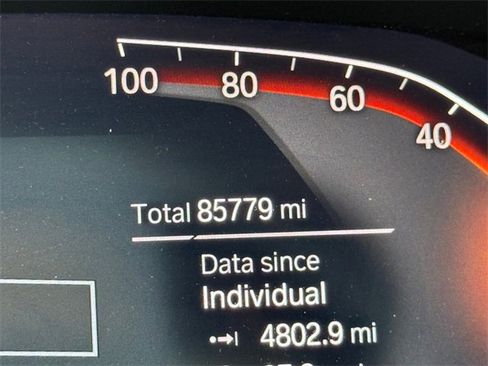 100 80 60 40
Total 85779 mi
Data since
Individual
4802.9 mi